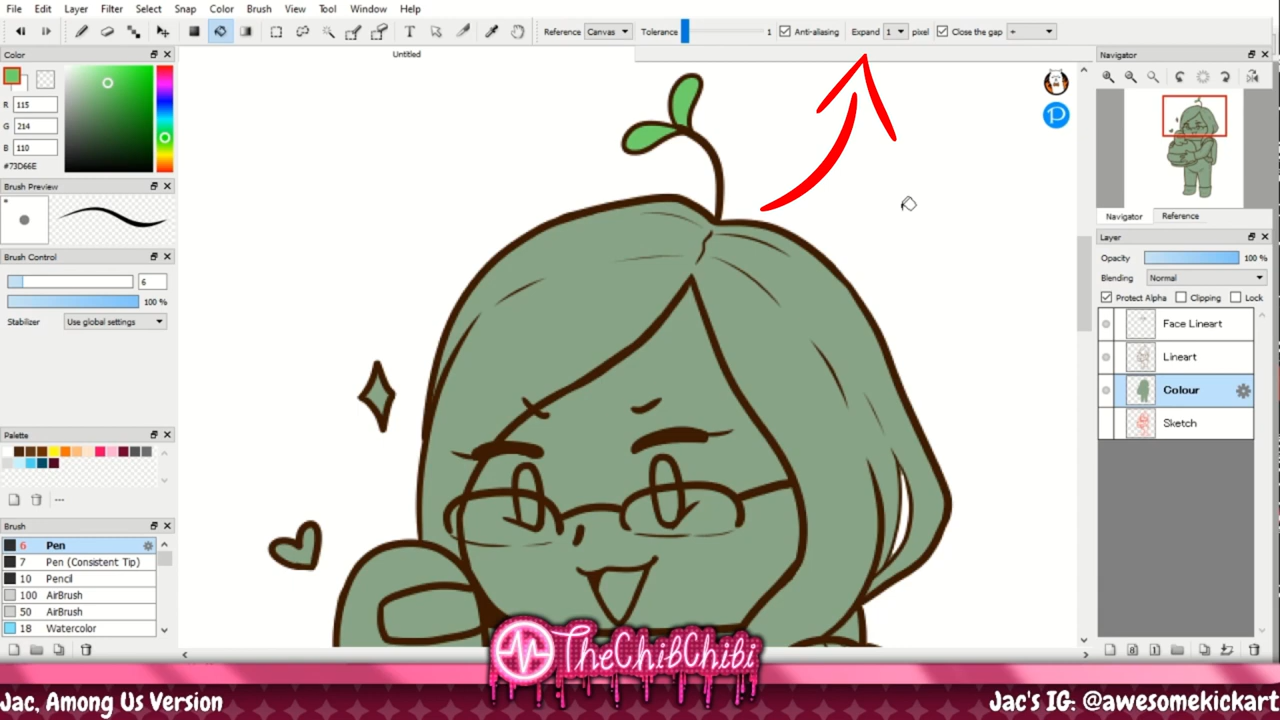 File Edit Layer Filter Select Snap Color Brush View Tool Window Help
Reference Canvas Tolerance 1 Anti-aliasing Expand 1 pixel Close the gap
Untitled
Color
R 115
G 214
B 110
#73D66E
Brush Preview
Brush Control
6
100 %
Stabilizer Use global settings
Palette
Brush
6 Pen
7 Pen (Consistent Tip)
10 Pencil
100 AirBrush
50 AirBrush
18 Watercolor
Navigator
Navigator Reference
Layer
Opacity 100 %
Blending Normal
Protect Alpha Clipping Lock
Face Lineart
Lineart
Colour
Sketch
TheChibChibi
Jac, Among Us Version
Jac's IG: @awesomekickart